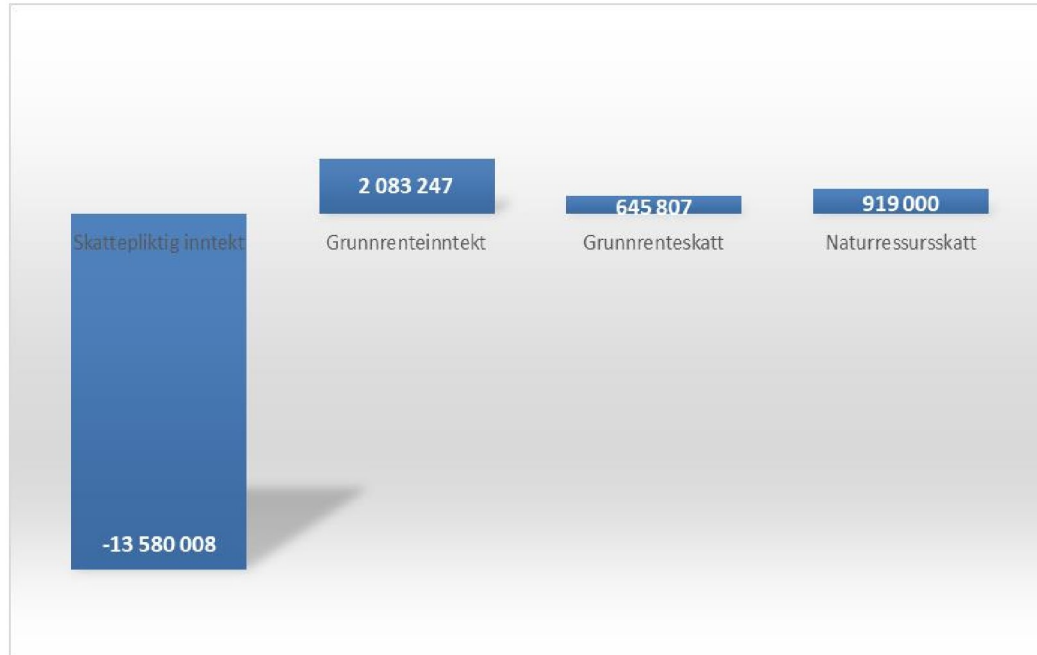 2 083 247
645 807
919 000
Skattepliktig inntekt
Grunnrenteinntekt
Grunnrenteskatt
Naturressursskatt
-13 580 008